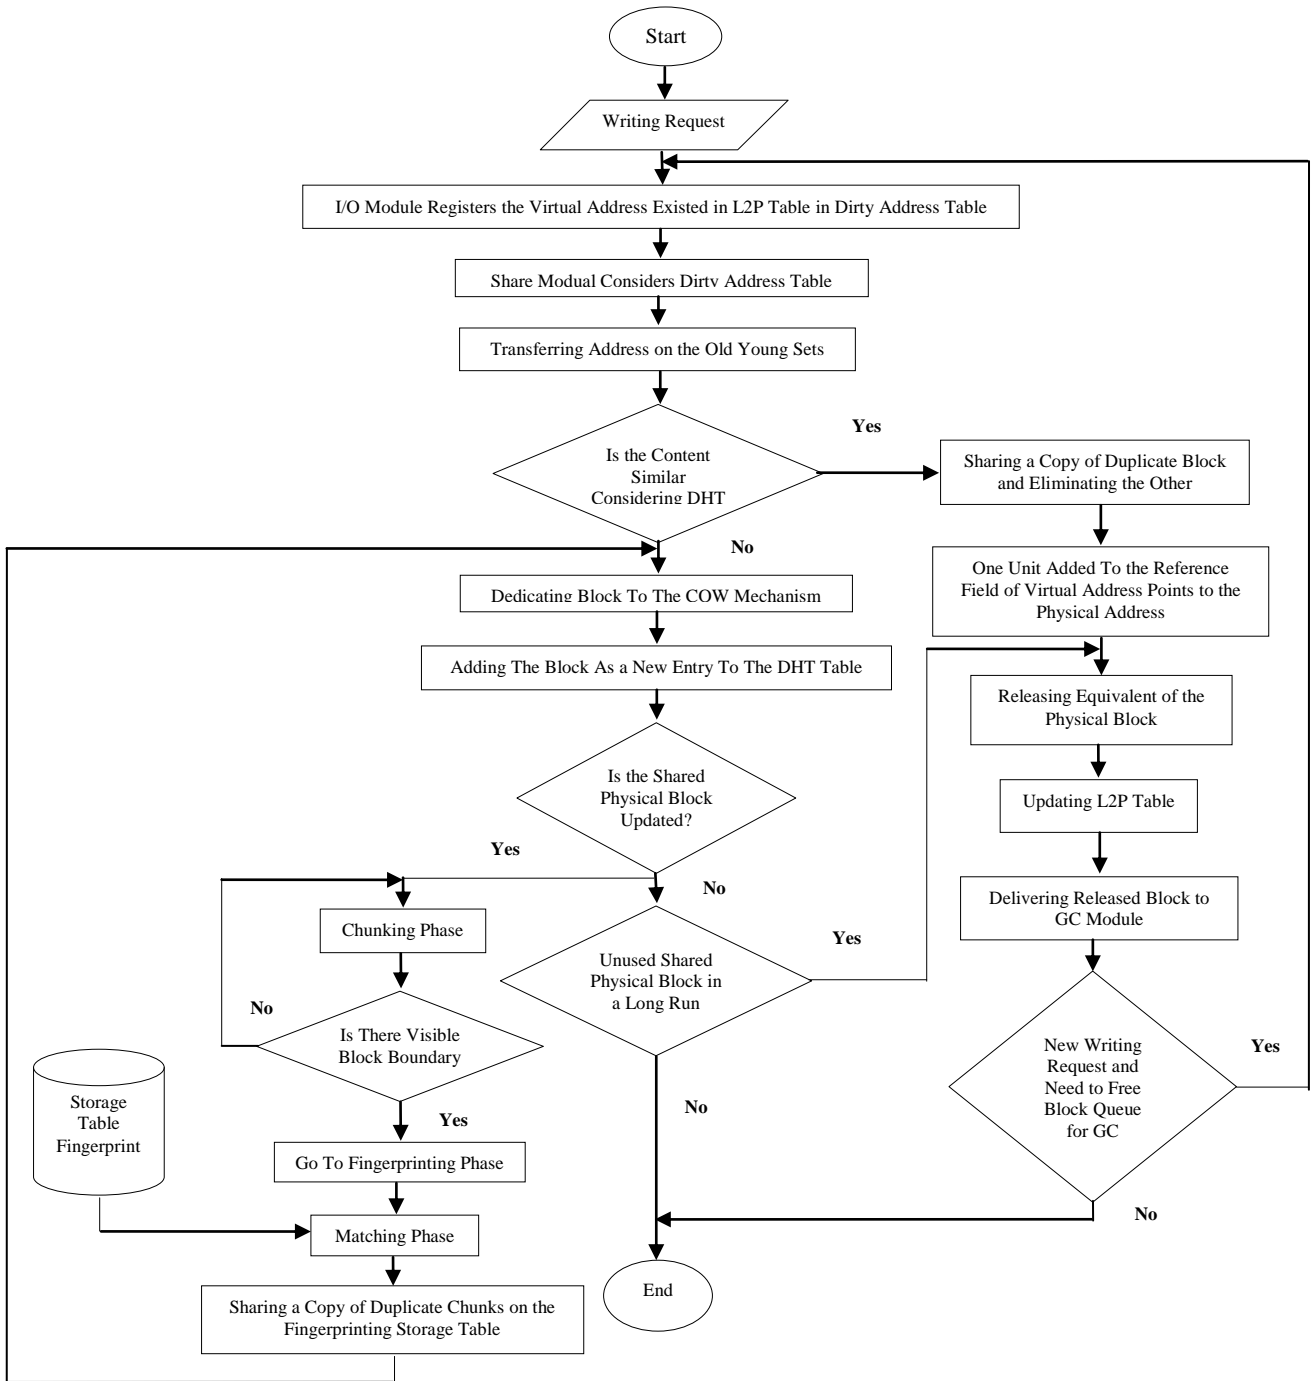 Start
Writing Request
I/O Module Registers the Virtual Address Existed in L2P Table in Dirty Address Table
Share Modual Considers Dirty Address Table
Transferring Address on the Old Young Sets
Yes
Is the Content
Similar
Considering DHT
Sharing a Copy of Duplicate Block
and Eliminating the Other
No
One Unit Added To the Reference
Field of Virtual Address Points to the
Physical Address
Dedicating Block To The COW Mechanism
Adding The Block As a New Entry To The DHT Table
Releasing Equivalent of the
Physical Block
Is the Shared
Physical Block
Updated?
Updating L2P Table
Yes
No
Delivering Released Block to
GC Module
Chunking Phase
Yes
Unused Shared
Physical Block in
a Long Run
No
Is There Visible
Block Boundary
New Writing
Request and
Need to Free
Block Queue
for GC
Yes
Storage
Table
Fingerprint
No
Yes
Go To Fingerprinting Phase
No
Matching Phase
End
Sharing a Copy of Duplicate Chunks on the
Fingerprinting Storage Table